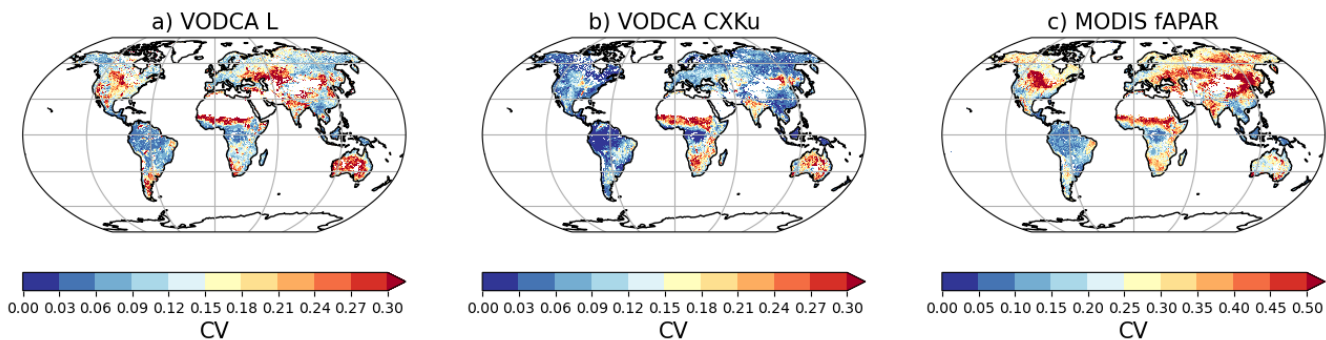 a) VODCA L
b) VODCA CXKu
c) MODIS fAPAR
0.00 0.03 0.06 0.09 0.12 0.15 0.18 0.21 0.24 0.27 0.30
CV
0.00 0.03 0.06 0.09 0.12 0.15 0.18 0.21 0.24 0.27 0.30
CV
0.00 0.05 0.10 0.15 0.20 0.25 0.30 0.35 0.40 0.45 0.50
CV